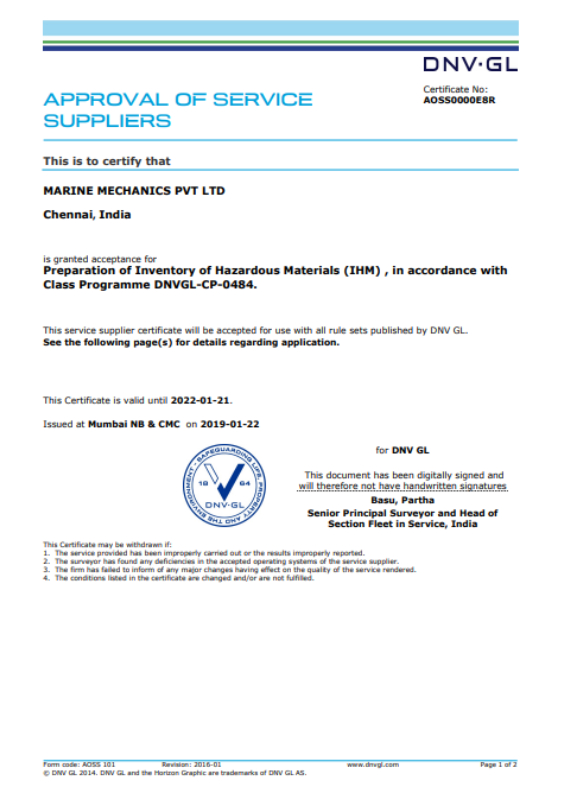 DNV·GL
Certificate No:
AOSS0000E8R
APPROVAL OF SERVICE
SUPPLIERS
This is to certify that
MARINE MECHANICS PVT LTD
Chennai, India
is granted acceptance for
Preparation of Inventory of Hazardous Materials (IHM) , in accordance with
Class Programme DNVGL-CP-0484.
This service supplier certificate will be accepted for use with all rule sets published by DNV GL.
See the following page(s) for details regarding application.
This Certificate is valid until 2022-01-21.
Issued at Mumbai NB & CMC on 2019-01-22
SAFEGUARDING LIFE, PROPERTY AND THE ENVIRONMENT
18 64
DNV·GL
for DNV GL
This document has been digitally signed and
will therefore not have handwritten signatures
Basu, Partha
Senior Principal Surveyor and Head of
Section Fleet in Service, India
This Certificate may be withdrawn if:
1. The service provided has been improperly carried out or the results improperly reported.
2. The surveyor has found any deficiencies in the accepted operating systems of the service supplier.
3. The firm has failed to inform of any major changes having effect on the quality of the service rendered.
4. The conditions listed in the certificate are changed and/or are not fulfilled.
Form code: AOSS 101 Revision: 2016-01 www.dnvgl.com Page 1 of 2
© DNV GL 2014. DNV GL and the Horizon Graphic are trademarks of DNV GL AS.